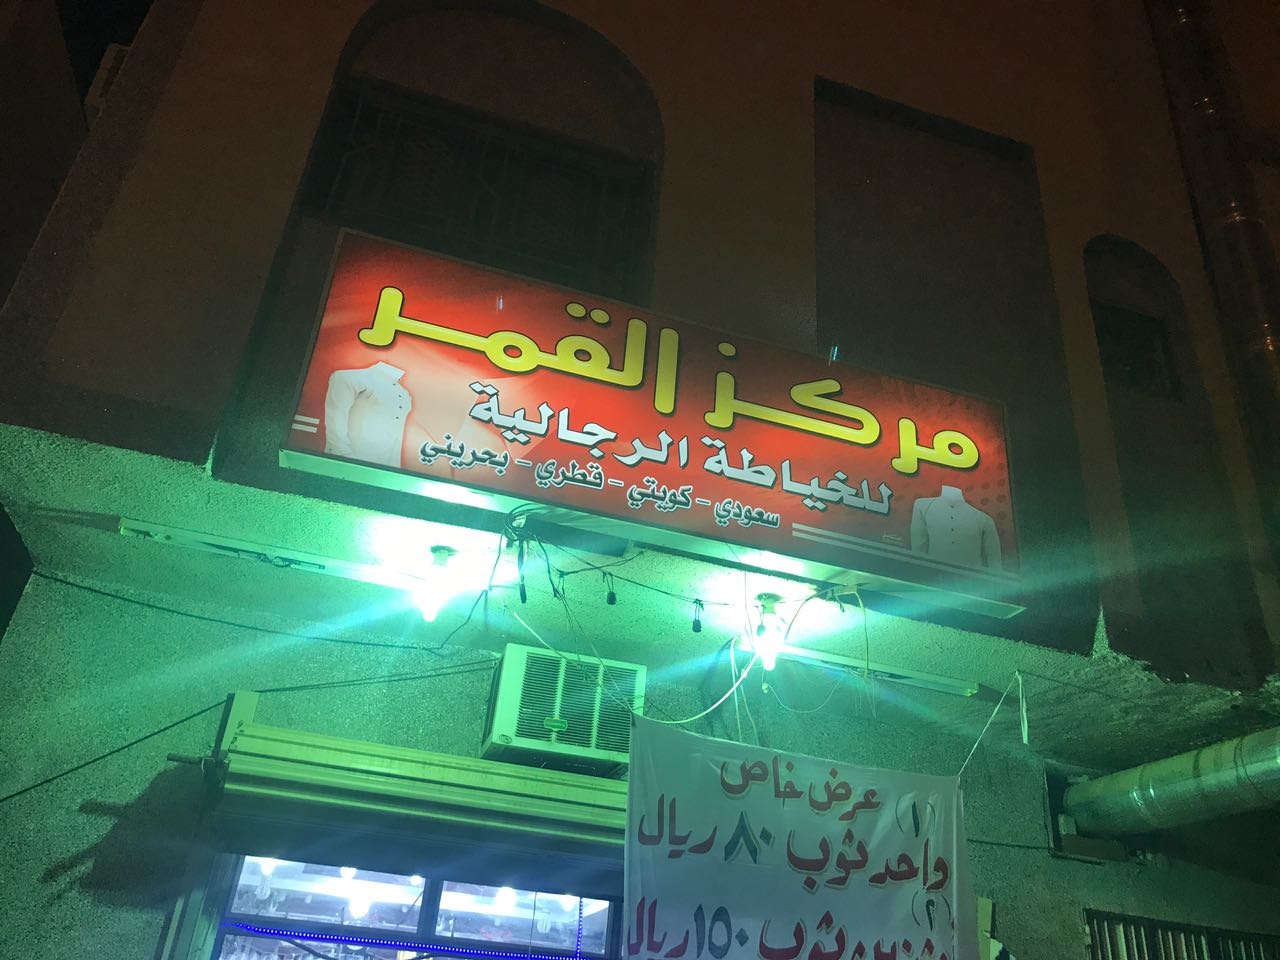 مركز القمر
للخياطة الرجالية
سعودي - كويتي - قطري - بحريني
عرض خاص
(١) واحد ثوب ٨٠ ريال
(٢) ثوب ١٥٠ ريال